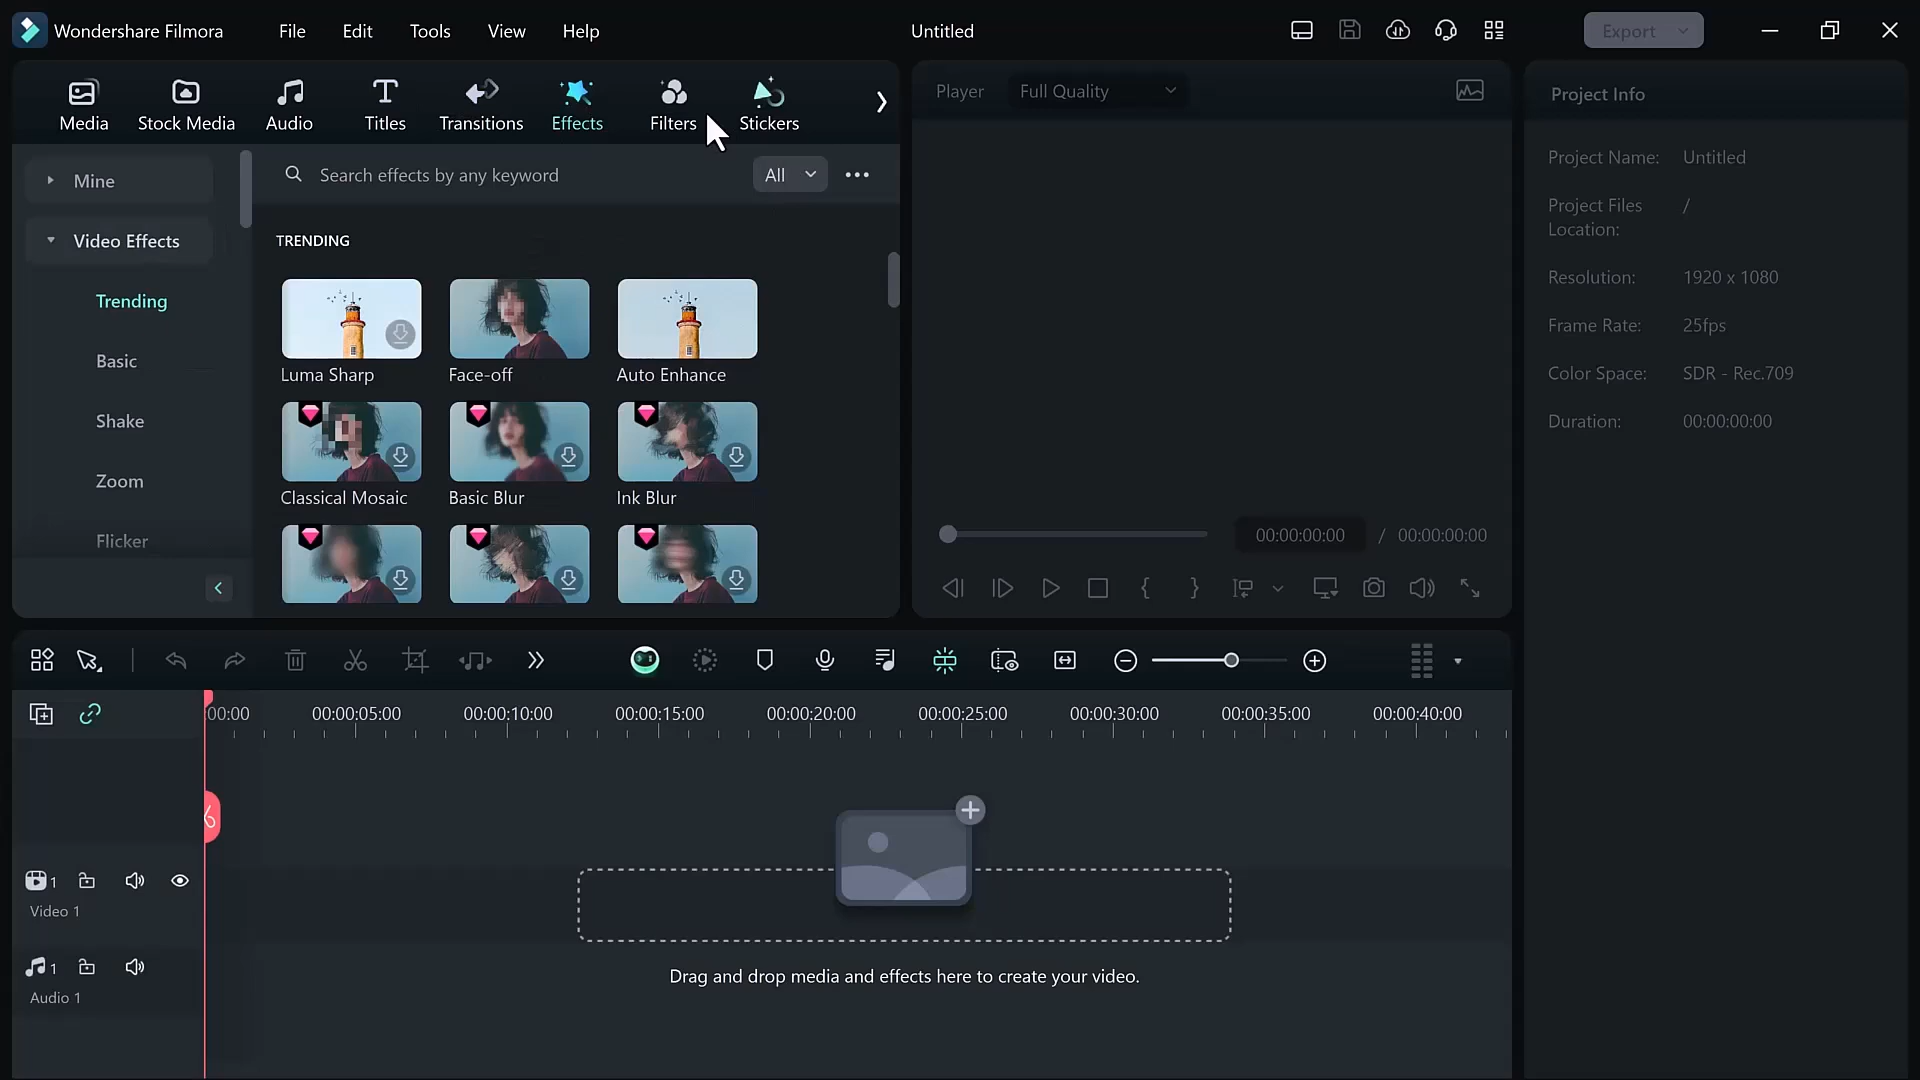 Wondershare Filmora
File
Edit
Tools
View
Help
Untitled
Export
Media
Stock Media
Audio
Titles
Transitions
Effects
Filters
Stickers
Player
Full Quality
Project Info
Mine
Search effects by any keyword
All
Project Name: Untitled
Project Files Location: /
Resolution: 1920 x 1080
Frame Rate: 25fps
Color Space: SDR - Rec.709
Duration: 00:00:00:00
Video Effects
Trending
Basic
Shake
Zoom
Flicker
TRENDING
Luma Sharp
Face-off
Auto Enhance
Classical Mosaic
Basic Blur
Ink Blur
00:00:00:00 / 00:00:00:00
:00:00
00:00:05:00
00:00:10:00
00:00:15:00
00:00:20:00
00:00:25:00
00:00:30:00
00:00:35:00
00:00:40:00
1
Video 1
1
Audio 1
Drag and drop media and effects here to create your video.